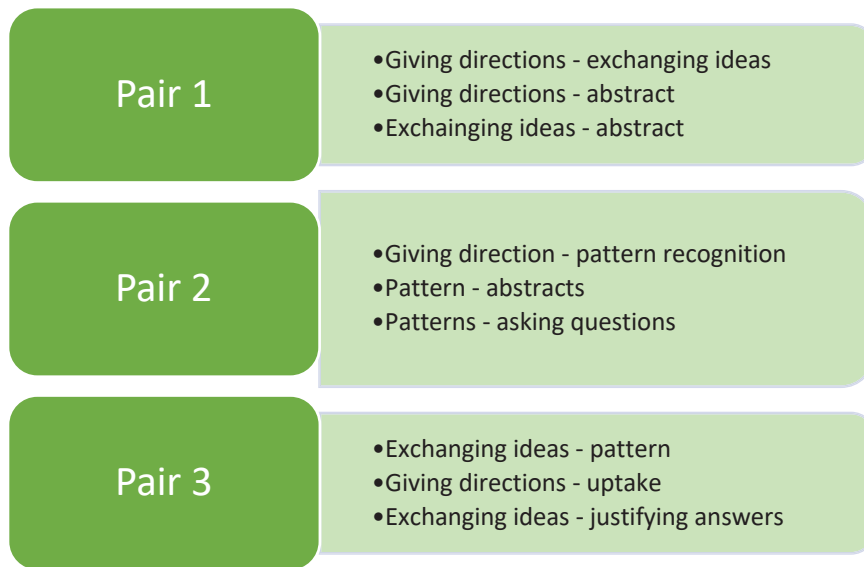 Pair 1
•Giving directions - exchanging ideas
•Giving directions - abstract
•Exchainging ideas - abstract
Pair 2
•Giving direction - pattern recognition
•Pattern - abstracts
•Patterns - asking questions
Pair 3
•Exchanging ideas - pattern
•Giving directions - uptake
•Exchanging ideas - justifying answers